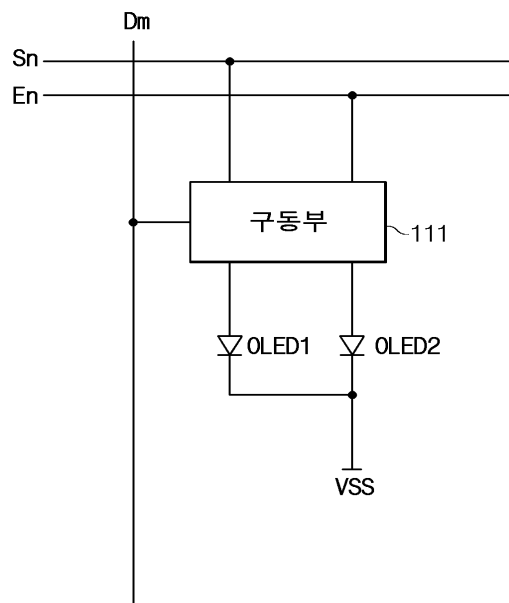 Dm
Sn
En
구동부
111
OLED1
OLED2
VSS